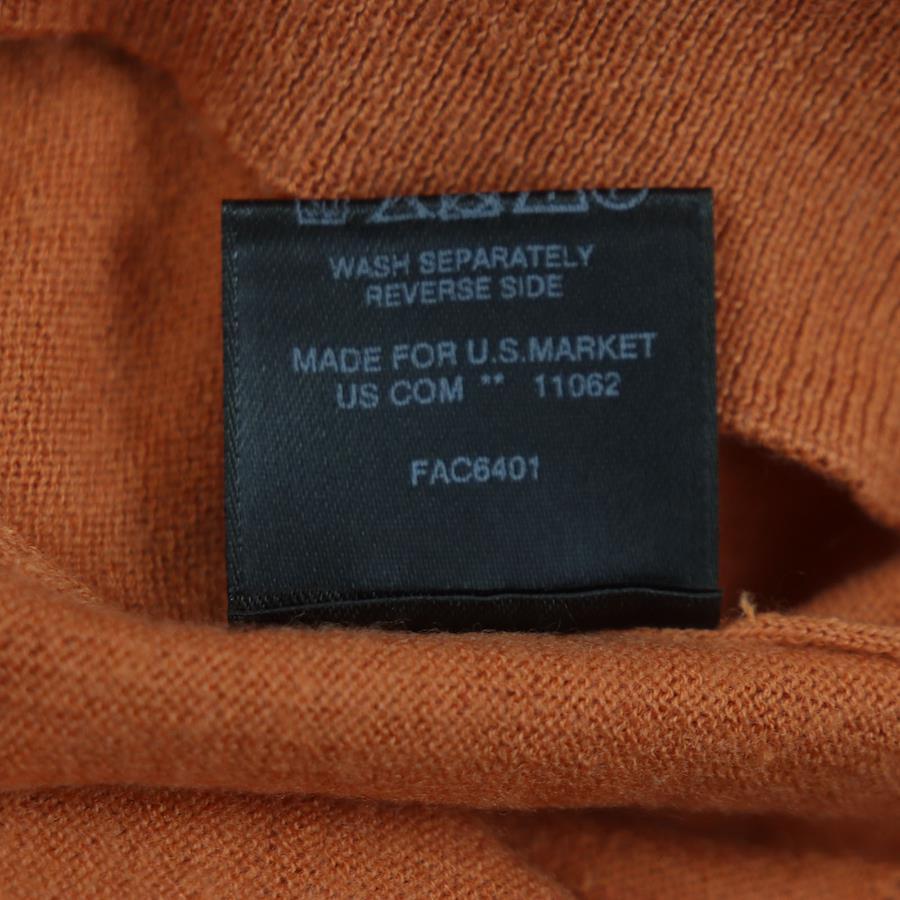 WASH SEPARATELY
REVERSE SIDE
MADE FOR U.S.MARKET
US COM ** 11062
FAC6401